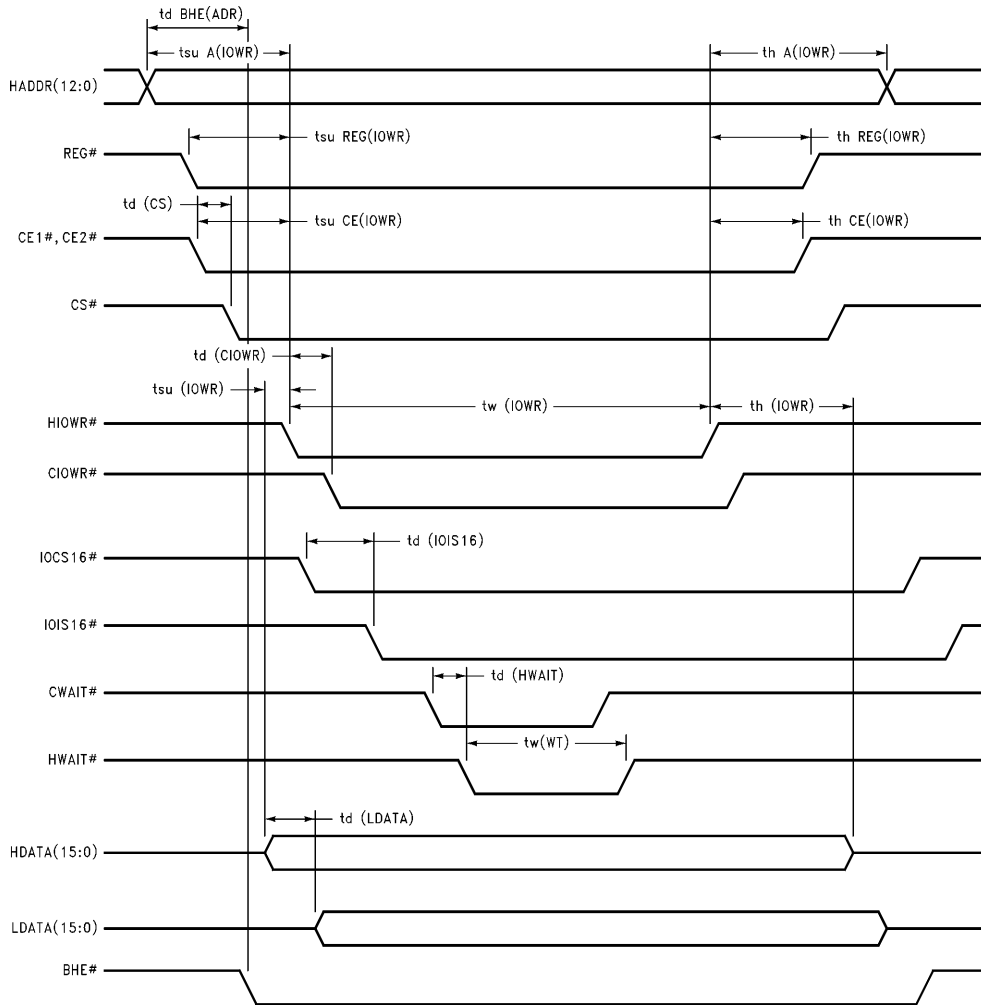 td BHE(ADR)
tsu A(IOWR)
th A(IOWR)
HADDR(12:0)
tsu REG(IOWR)
th REG(IOWR)
REG#
td (CS)
tsu CE(IOWR)
th CE(IOWR)
CE1#,CE2#
CS#
td (CIOWR)
tsu (IOWR)
tw (IOWR)
th (IOWR)
HIOWR#
CIOWR#
td (IOIS16)
IOCS16#
IOIS16#
td (HWAIT)
CWAIT#
tw(WT)
HWAIT#
td (LDATA)
HDATA(15:0)
LDATA(15:0)
BHE#